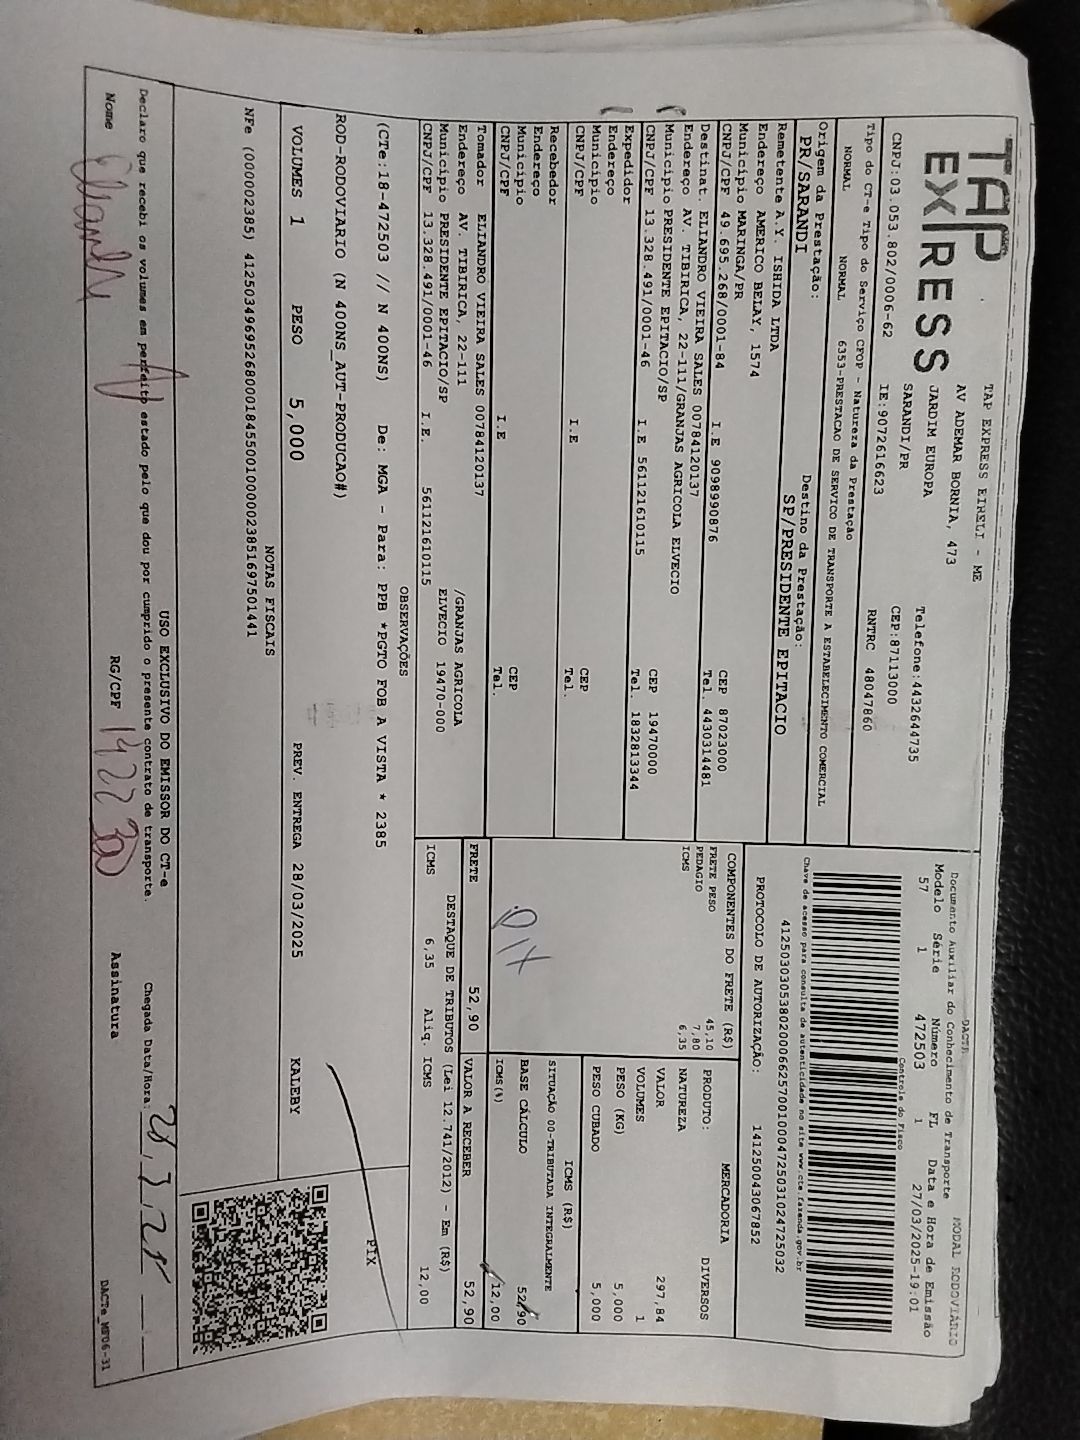 TAP EXPRESS
TAP EXPRESS EIRELI - ME
AV ADEMAR BORNIA, 473
JARDIM EUROPA
Telefone:4432644735
SARANDI/PR
CEP:87113000
CNPJ:03.053.802/0006-62
IE:9072616623
RNTRC 48047860
Tipo do CT-e Tipo do Serviço CFOP - Natureza da Prestação
NORMAL NORMAL 6353-PRESTACAO DE SERVICO DE TRANSPORTE A ESTABELECIMENTO COMERCIAL
Origem da Prestação:
PR/SARANDI
Destino da Prestação:
SP/PRESIDENTE EPITACIO
Remetente A.Y. ISHIDA LTDA
Endereço AMERICO BELAY, 1574
Município MARINGA/PR CEP 87023000
CNPJ/CPF 49.695.268/0001-84 I.E 9098990876 Tel. 4430314481
Destinat. ELIANDRO VIEIRA SALES 00784120137
Endereço AV. TIBIRICA, 22-111/GRANJAS AGRICOLA ELVECIO
Município PRESIDENTE EPITACIO/SP CEP 19470000
CNPJ/CPF 13.328.491/0001-46 I.E 561121610115 Tel. 1832813344
Expedidor
Endereço
Município CEP
CNPJ/CPF I.E Tel.
Recebedor
Endereço
Município CEP
CNPJ/CPF I.E Tel.
Tomador ELIANDRO VIEIRA SALES 00784120137
Endereço AV. TIBIRICA, 22-111 /GRANJAS AGRICOLA
Município PRESIDENTE EPITACIO/SP ELVECIO 19470-000
CNPJ/CPF 13.328.491/0001-46 I.E. 561121610115
DACTE
Documento Auxiliar do Conhecimento de Transporte
MODAL RODOVIÁRIO
Modelo Série Número FL Data e Hora de Emissão
57 1 472503 1 27/03/2025-19:01
Controle do Fisco
Chave de acesso para consulta de autenticidade no site www.cte.fazenda.gov.br
41250303053802000662570010004725031024725032
PROTOCOLO DE AUTORIZAÇÃO: 141250043067852
COMPONENTES DO FRETE (R$)
FRETE PESO 45,10
PEDAGIO 7,80
ICMS 6,35
PIX
FRETE 52,90
MERCADORIA
PRODUTO: DIVERSOS
NATUREZA
VALOR 297,84
VOLUMES 1
PESO (KG) 5,000
PESO CUBADO 5,000
ICMS (R$)
SITUAÇÃO 00-TRIBUTADA INTEGRALMENTE
BASE CÁLCULO 52,90
ICMS(%) 12,00
VALOR A RECEBER 52,90
DESTAQUE DE TRIBUTOS (Lei 12.741/2012) - Em (R$)
ICMS 6,35 Aliq. ICMS 12,00
OBSERVAÇÕES
(CTe:18-472503 // N 400NS) De: MGA - Para: PPB *PGTO FOB A VISTA * 2385
PIX
ROD-RODOVIARIO (N 400NS_AUT-PRODUCAO#)
VOLUMES 1 PESO 5,000 PREV. ENTREGA 28/03/2025 KALEBY
NOTAS FISCAIS
NFe (00002385) 41250349695268000184550010000023851697501441
USO EXCLUSIVO DO EMISSOR DO CT-e
Declaro que recebi os volumes em perfeito estado pelo que dou por cumprido o presente contrato de transporte.
Chegada Data/Hora:
Nome RG/CPF Assinatura
DACTe_MF06-31